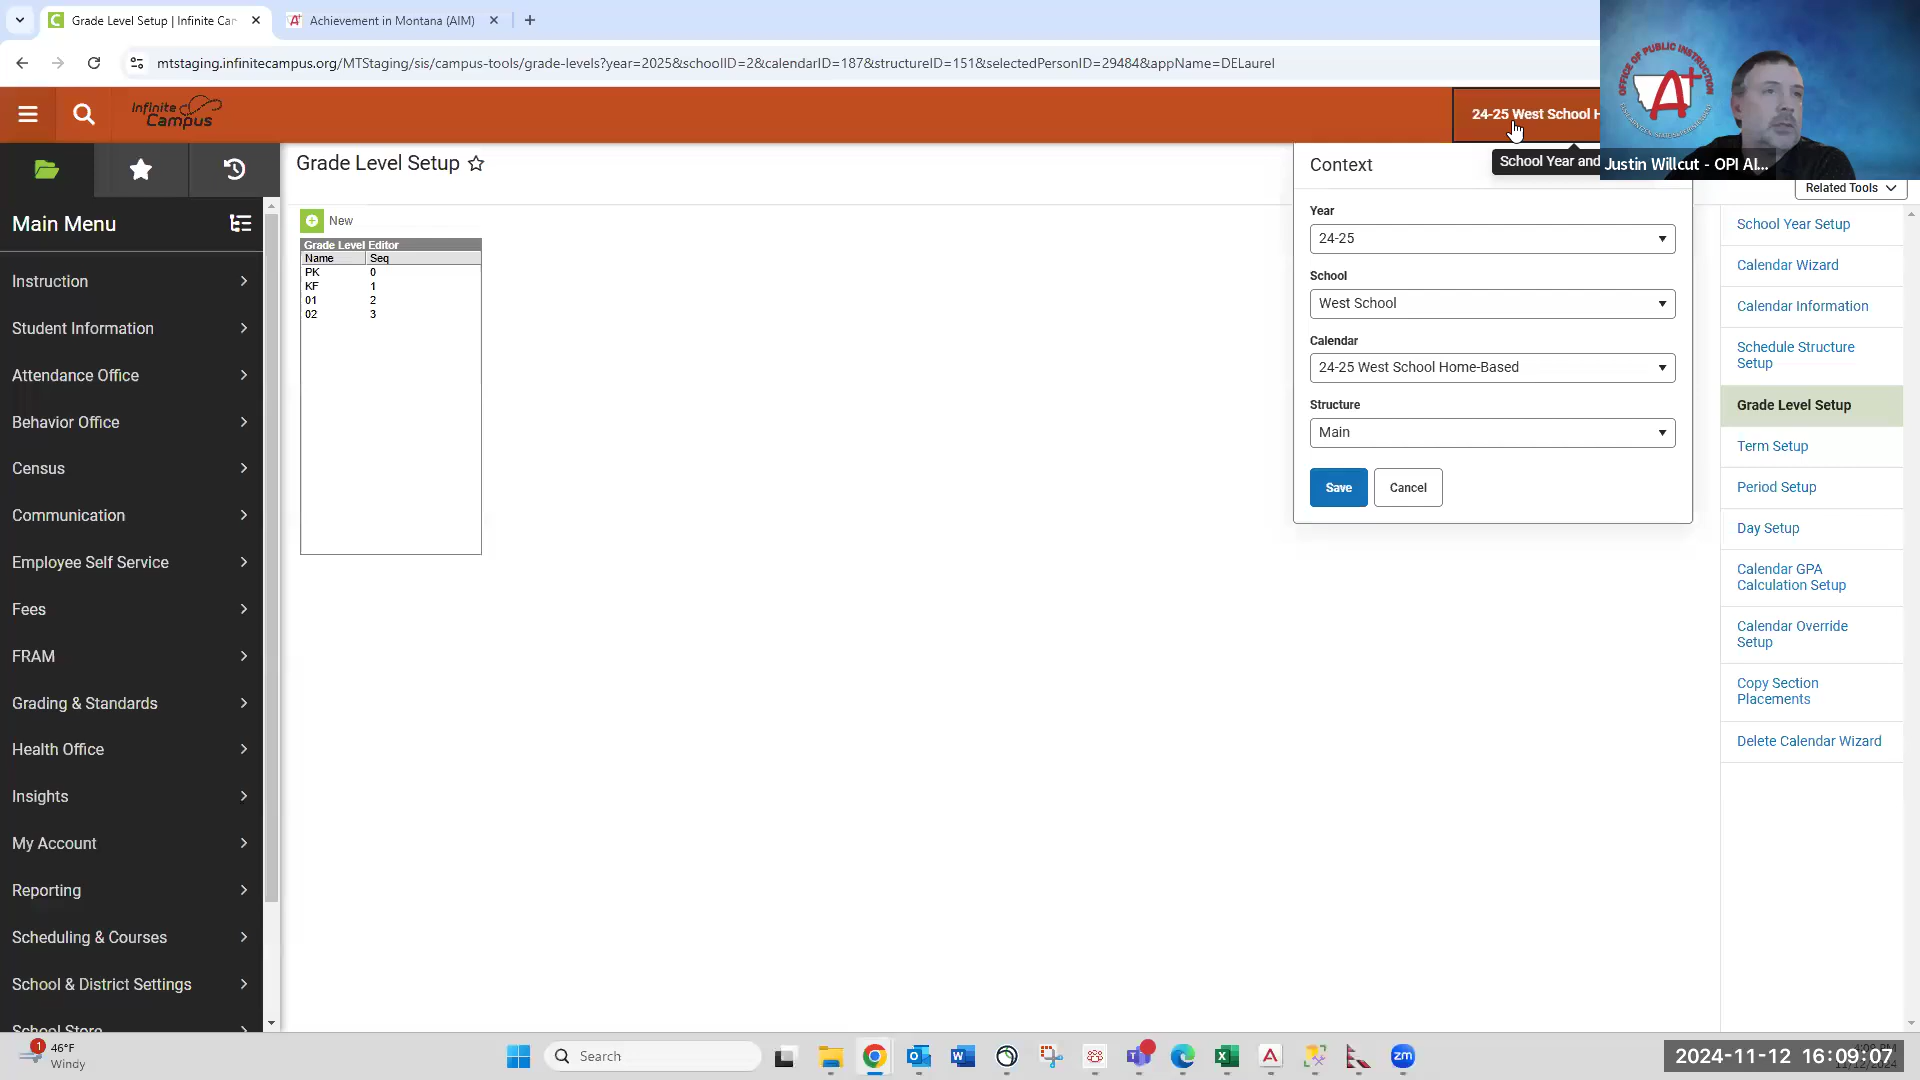 Grade Level Setup | Infinite Ca
Achievement in Montana (AIM)
mtstaging.infinitecampus.org/MTStaging/sis/campus-tools/grade-levels?year=2025&schoolID=2&calendarID=187&structureID=151&selectedPersonID=29484&appName=DELaurel
Infinite
Campus
24-25 West School H
School Year and
OFFICE OF PUBLIC INSTRUCTION
A+
Justin Willcut - OPI AI...
Grade Level Setup
Related Tools
New
Grade Level Editor
Name Seq
PK 0
KF 1
01 2
02 3
Context
Year
24-25
School
West School
Calendar
24-25 West School Home-Based
Structure
Main
Save Cancel
Main Menu
Instruction
Student Information
Attendance Office
Behavior Office
Census
Communication
Employee Self Service
Fees
FRAM
Grading & Standards
Health Office
Insights
My Account
Reporting
Scheduling & Courses
School & District Settings
School Store
School Year Setup
Calendar Wizard
Calendar Information
Schedule Structure
Setup
Grade Level Setup
Term Setup
Period Setup
Day Setup
Calendar GPA
Calculation Setup
Calendar Override
Setup
Copy Section
Placements
Delete Calendar Wizard
1
46°F
Windy
Search
zm
2024-11-12 16:09:07